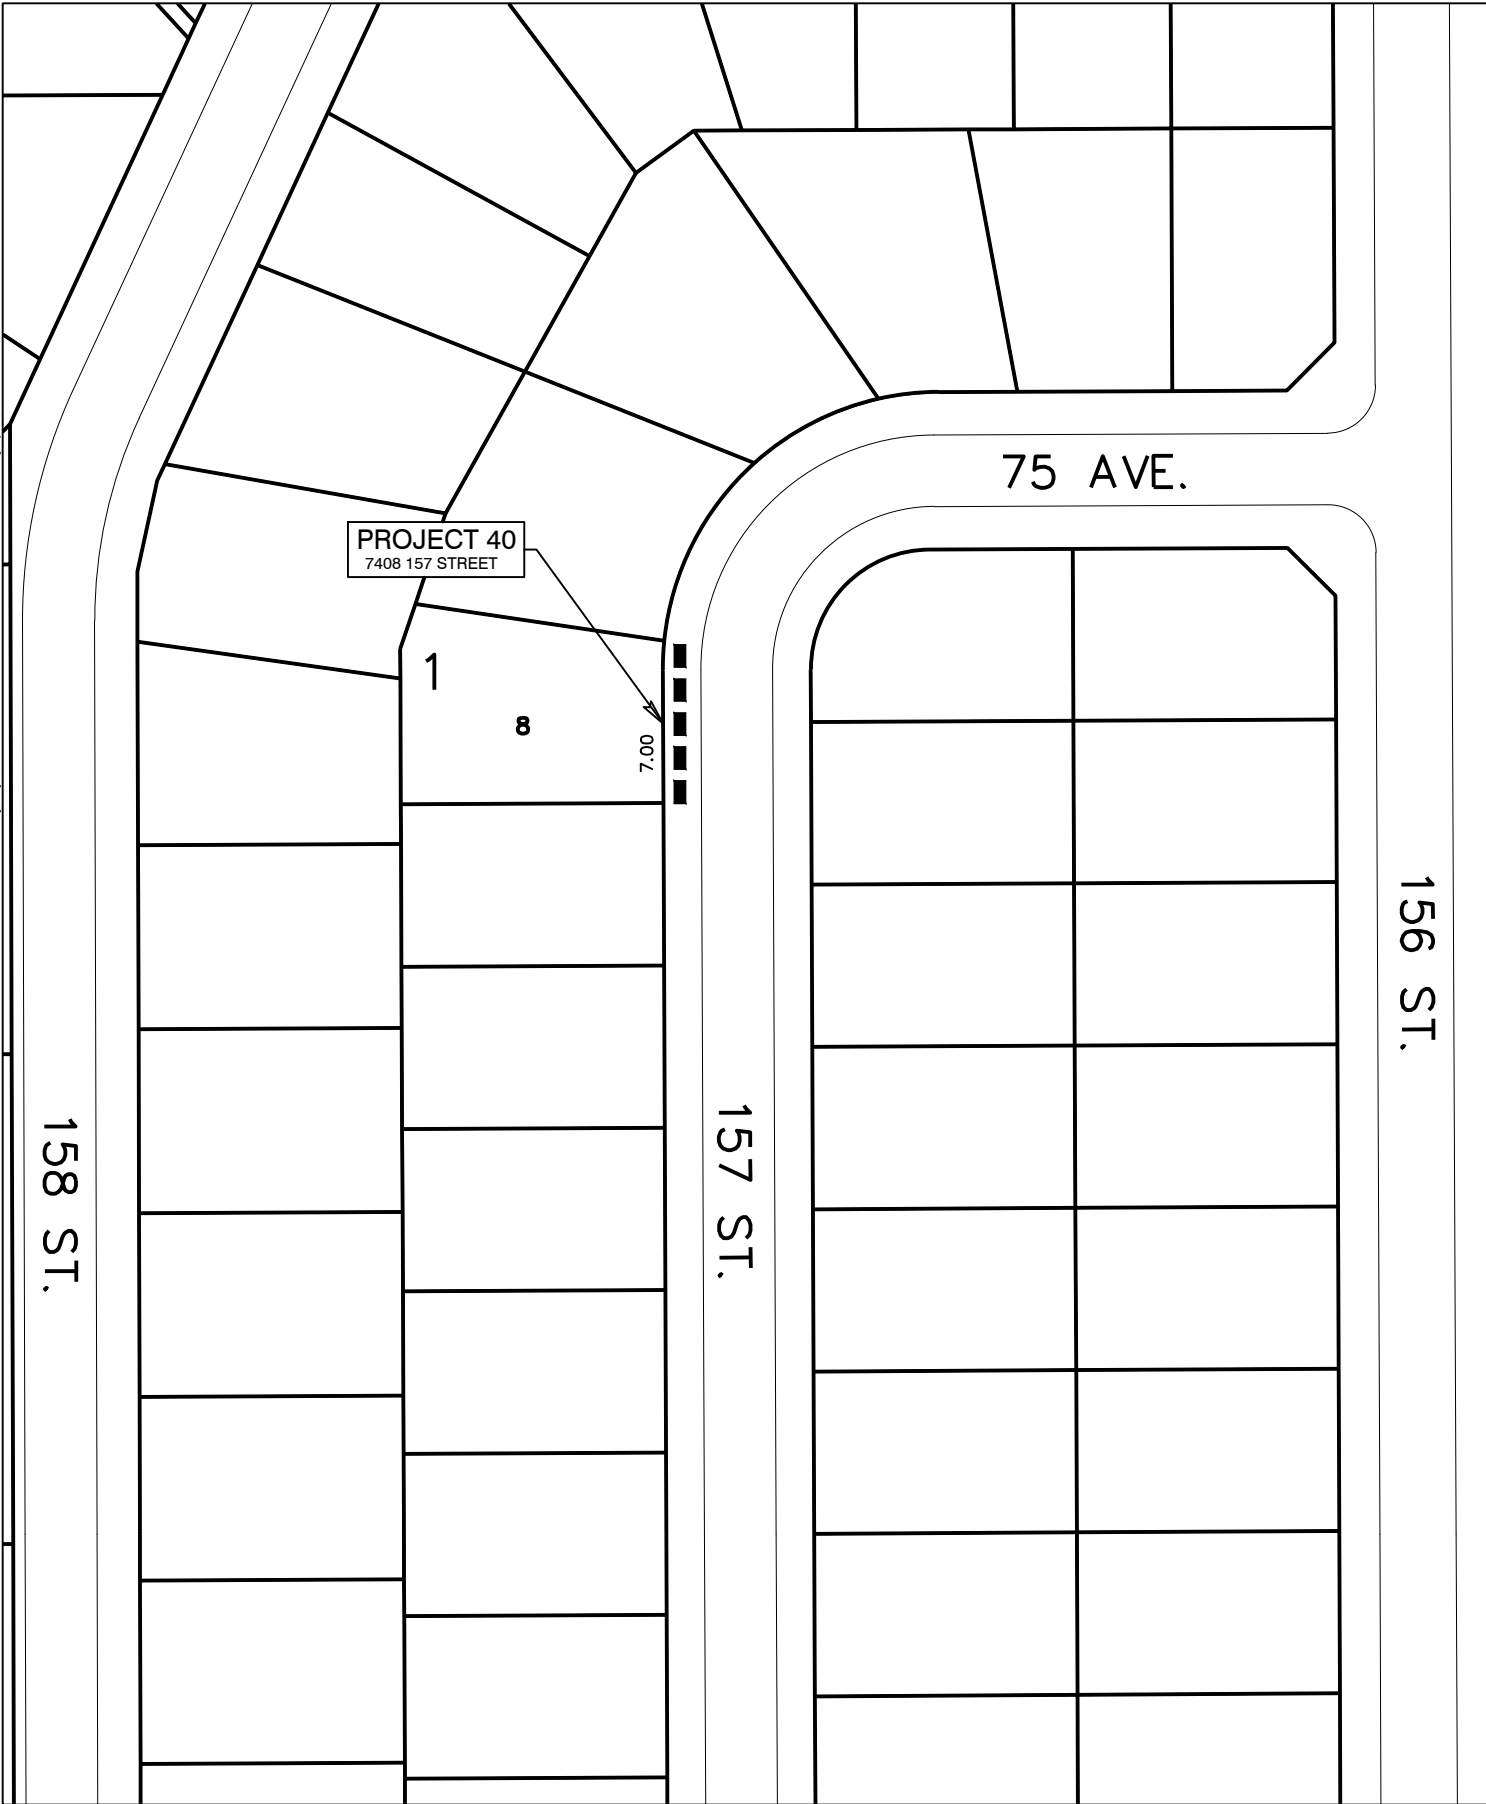 75 AVE.
PROJECT 40
7408 157 STREET
1
8
7.00
156 ST.
157 ST.
158 ST.